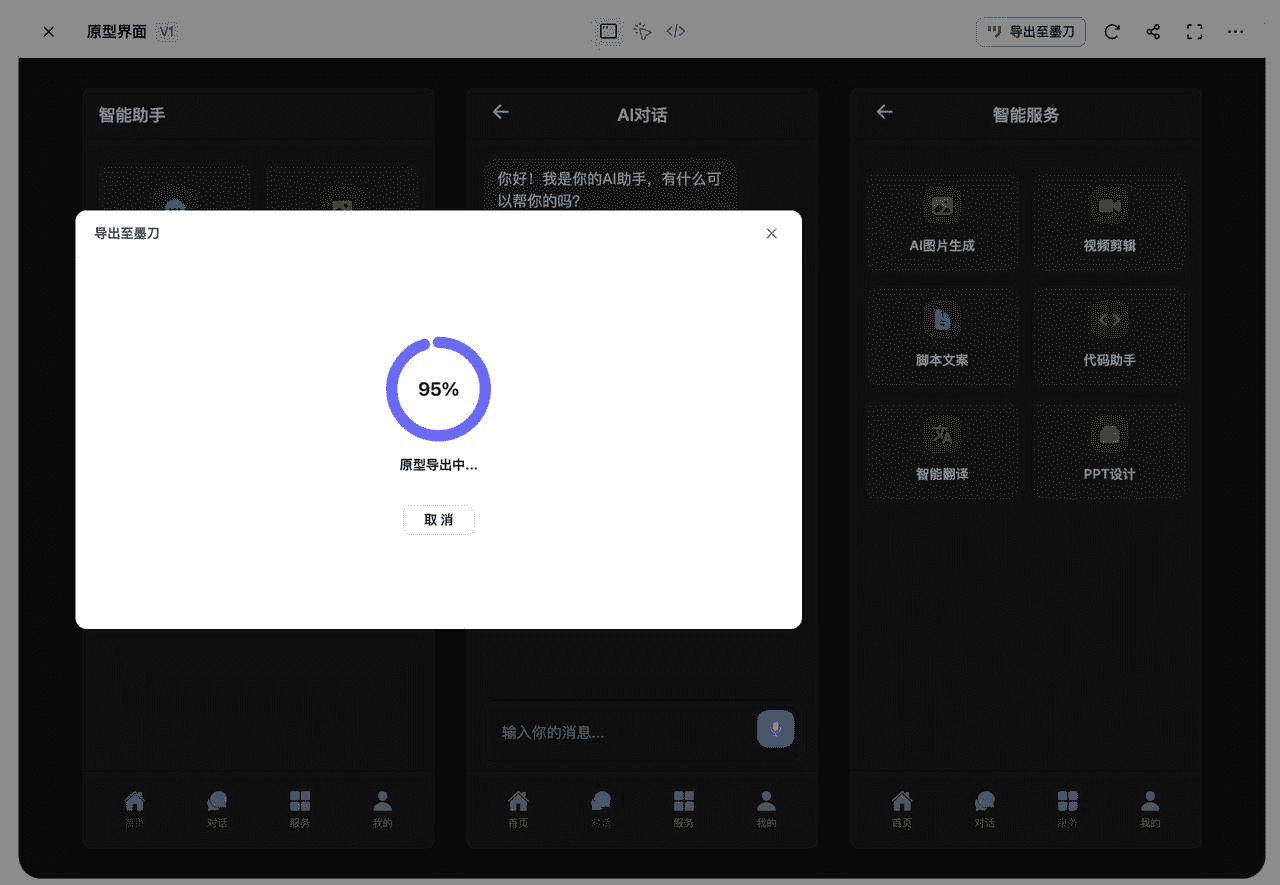 原型界面 V1
导出至墨刀
智能助手
AI对话
你好！我是你的AI助手，有什么可
以帮你的吗？
输入你的消息...
智能服务
AI图片生成
视频剪辑
脚本文案
代码助手
智能翻译
PPT设计
导出至墨刀
95%
原型导出中...
取 消
首页
对话
服务
我的
首页
对话
服务
我的
首页
对话
服务
我的